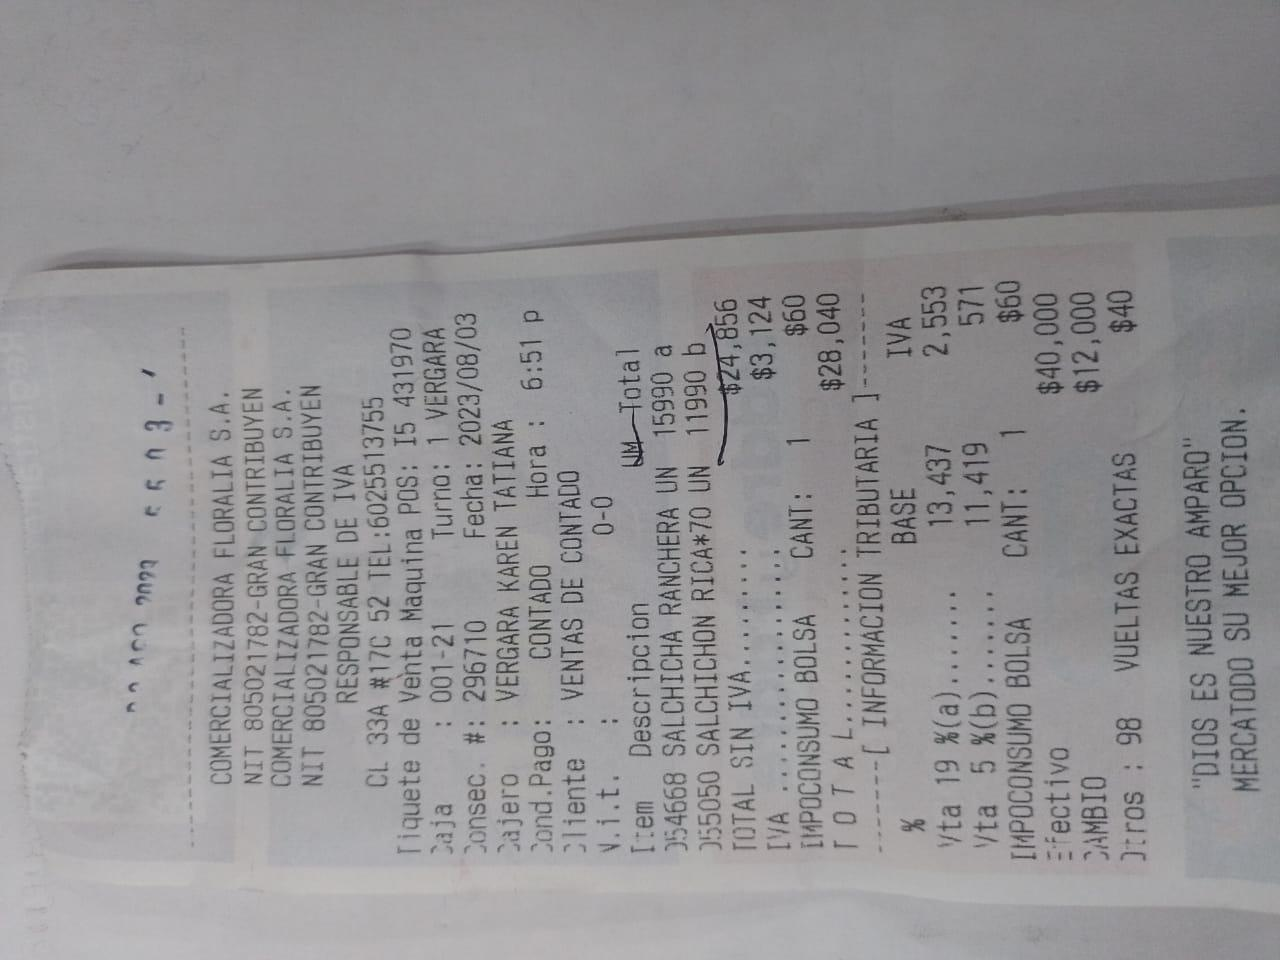 COMERCIALIZADORA FLORALIA S.A.
NIT 805021782-GRAN CONTRIBUYEN
COMERCIALIZADORA FLORALIA S.A.
NIT 805021782-GRAN CONTRIBUYEN
RESPONSABLE DE IVA
CL 33A #17C 52 TEL:6025513755
Tiquete de Venta Maquina POS: I5 431970
Caja : 001-21 Turno: 1 VERGARA
Consec. #: 296710 Fecha: 2023/08/03
Cajero : VERGARA KAREN TATIANA
Cond.Pago: CONTADO Hora : 6:51 p
Cliente : VENTAS DE CONTADO
N.i.t. : 0-0
Item Descripcion UM Total
054668 SALCHICHA RANCHERA UN 15990 a
055050 SALCHICHON RICA*70 UN 11990 b
TOTAL SIN IVA.......... $24,856
IVA .................... $3,124
IMPOCONSUMO BOLSA CANT: 1 $60
T O T A L.............. $28,040
-------[ INFORMACION TRIBUTARIA ]-------
% BASE IVA
Vta 19 %(a)....... 13,437 2,553
Vta 5 %(b)....... 11,419 571
IMPOCONSUMO BOLSA CANT: 1 $60
Efectivo $40,000
CAMBIO $12,000
Otros : 98 VUELTAS EXACTAS $40
"DIOS ES NUESTRO AMPARO"
MERCATODO SU MEJOR OPCION.